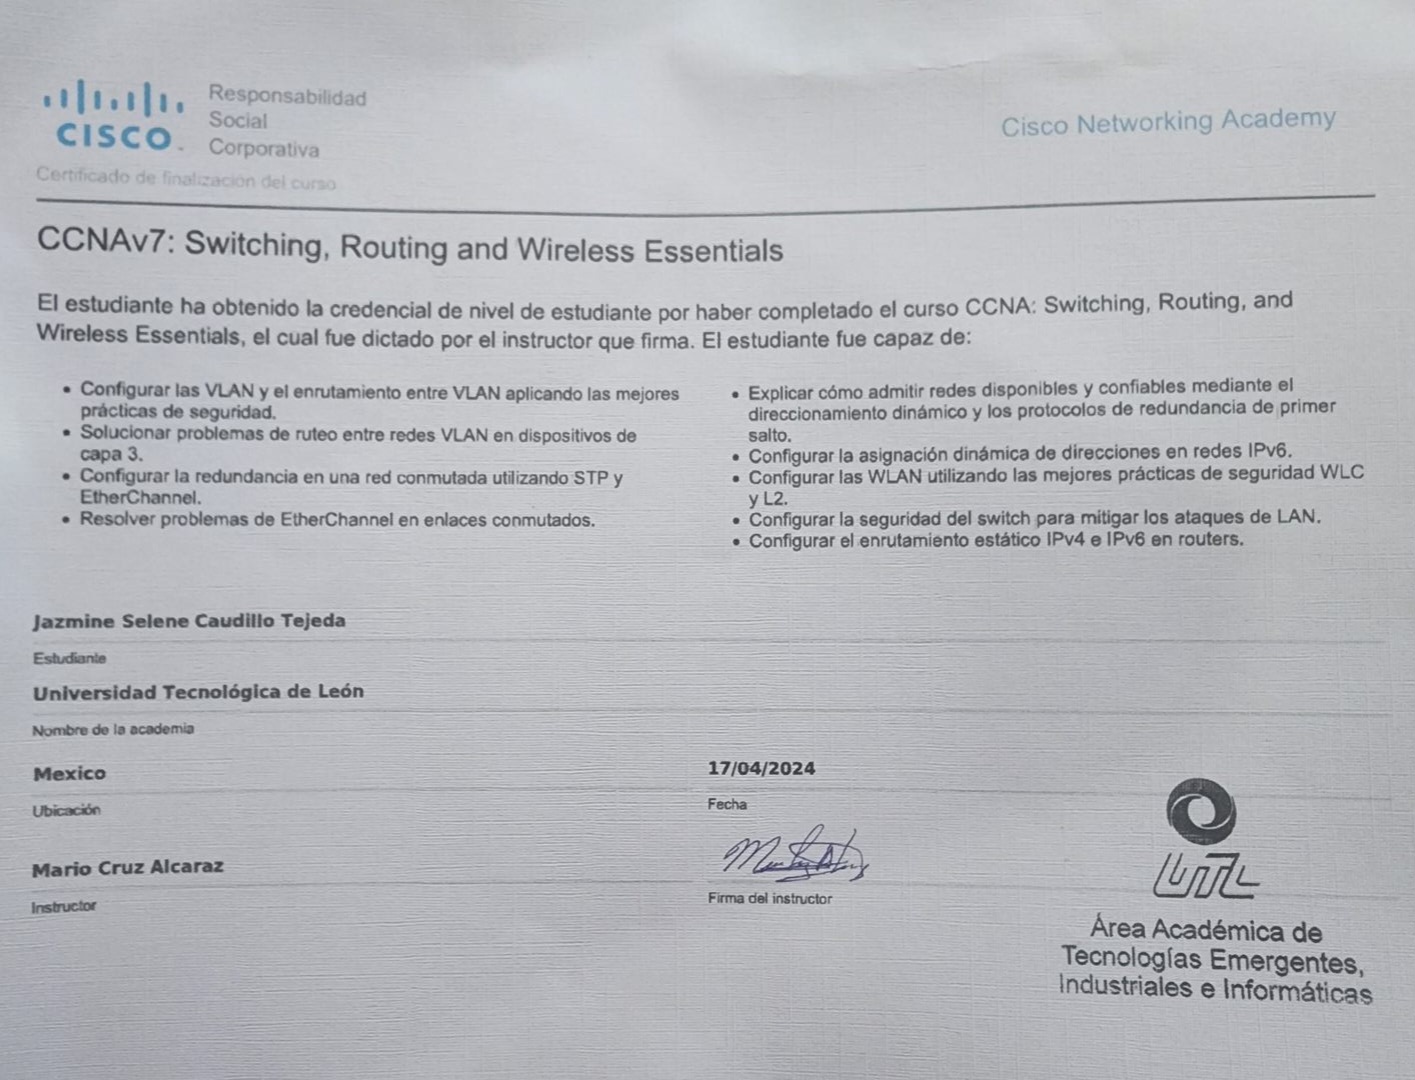 CISCO
Responsabilidad
Social
Corporativa
Cisco Networking Academy
Certificado de finalización del curso
CCNAv7: Switching, Routing and Wireless Essentials
El estudiante ha obtenido la credencial de nivel de estudiante por haber completado el curso CCNA: Switching, Routing, and
Wireless Essentials, el cual fue dictado por el instructor que firma. El estudiante fue capaz de:
• Configurar las VLAN y el enrutamiento entre VLAN aplicando las mejores
prácticas de seguridad.
• Solucionar problemas de ruteo entre redes VLAN en dispositivos de
capa 3.
• Configurar la redundancia en una red conmutada utilizando STP y
EtherChannel.
• Resolver problemas de EtherChannel en enlaces conmutados.
• Explicar cómo admitir redes disponibles y confiables mediante el
direccionamiento dinámico y los protocolos de redundancia de primer
salto.
• Configurar la asignación dinámica de direcciones en redes IPv6.
• Configurar las WLAN utilizando las mejores prácticas de seguridad WLC
y L2.
• Configurar la seguridad del switch para mitigar los ataques de LAN.
• Configurar el enrutamiento estático IPv4 e IPv6 en routers.
Jazmine Selene Caudillo Tejeda
Estudiante
Universidad Tecnológica de León
Nombre de la academia
Mexico
Ubicación
17/04/2024
Fecha
Mario Cruz Alcaraz
Instructor
Firma del instructor
UTL
Área Académica de
Tecnologías Emergentes,
Industriales e Informáticas